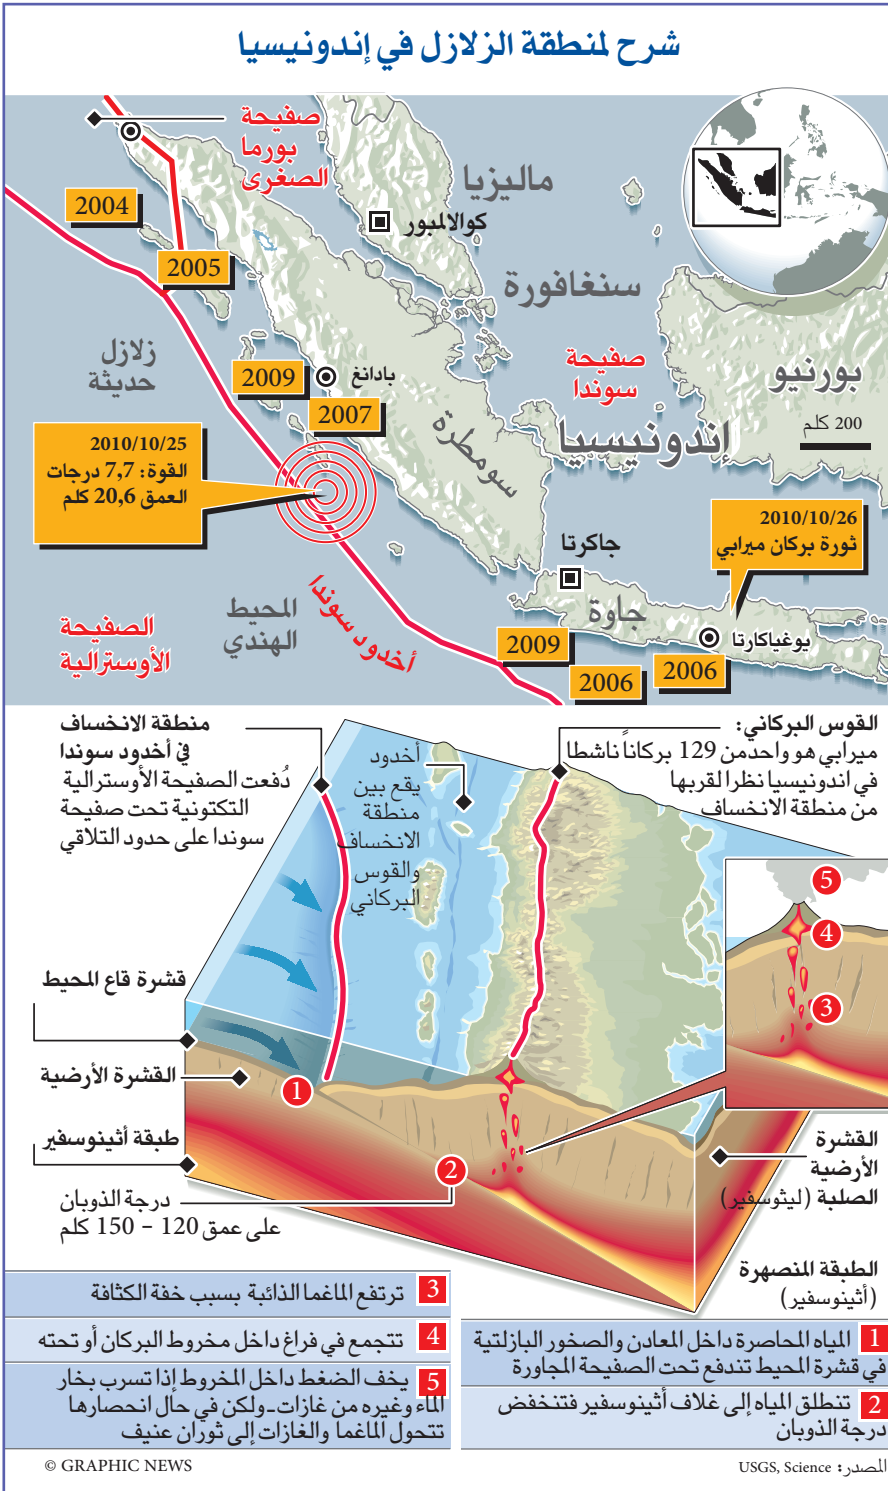 شرح لمنطقة الزلازل في إندونيسيا
صفيحة
بورما
الصغرى
ماليزيا
كوالالمبور
2004
2005
سنغافورة
زلازل
حديثة
صفيحة
سوندا
بورنيو
2009
بادانغ
2007
سومطرة
إندونيسيا
200 كلم
2010/10/25
القوة: 7,7 درجات
العمق 20,6 كلم
2010/10/26
ثورة بركان ميرابي
جاكرتا
جاوة
المحيط
الهندي
أخدود سوندا
الصفيحة
الأوسترالية
يوغياكارتا
2009
2006
2006
القوس البركاني:
ميرابي هو واحدمن 129 بركاناً ناشطا
في اندونيسيا نظرا لقربها
من منطقة الانخساف
أخدود
يقع بين
منطقة
الانخساف
والقوس
البركاني
منطقة الانخساف
في أخدود سوندا
دُفعت الصفيحة الأوسترالية
التكتونية تحت صفيحة
سوندا على حدود التلاقي
5
4
3
قشرة قاع المحيط
القشرة الأرضية
1
طبقة أثينوسفير
2
درجة الذوبان
على عمق 120 - 150 كلم
القشرة
الأرضية
الصلبة (ليثوسفير)
الطبقة المنصهرة
(أثينوسفير)
1 المياه المحاصرة داخل المعادن والصخور البازلتية
في قشرة المحيط تندفع تحت الصفيحة المجاورة
2 تنطلق المياه إلى غلاف أثينوسفير فتنخفض
درجة الذوبان
3 ترتفع الماغما الذائبة بسبب خفة الكثافة
4 تتجمع في فراغ داخل مخروط البركان أو تحته
5 يخف الضغط داخل المخروط إذا تسرب بخار
الماء وغيره من غازات-ولكن في حال انحصارها
تتحول الماغما والغازات إلى ثوران عنيف
المصدر: USGS, Science
© GRAPHIC NEWS